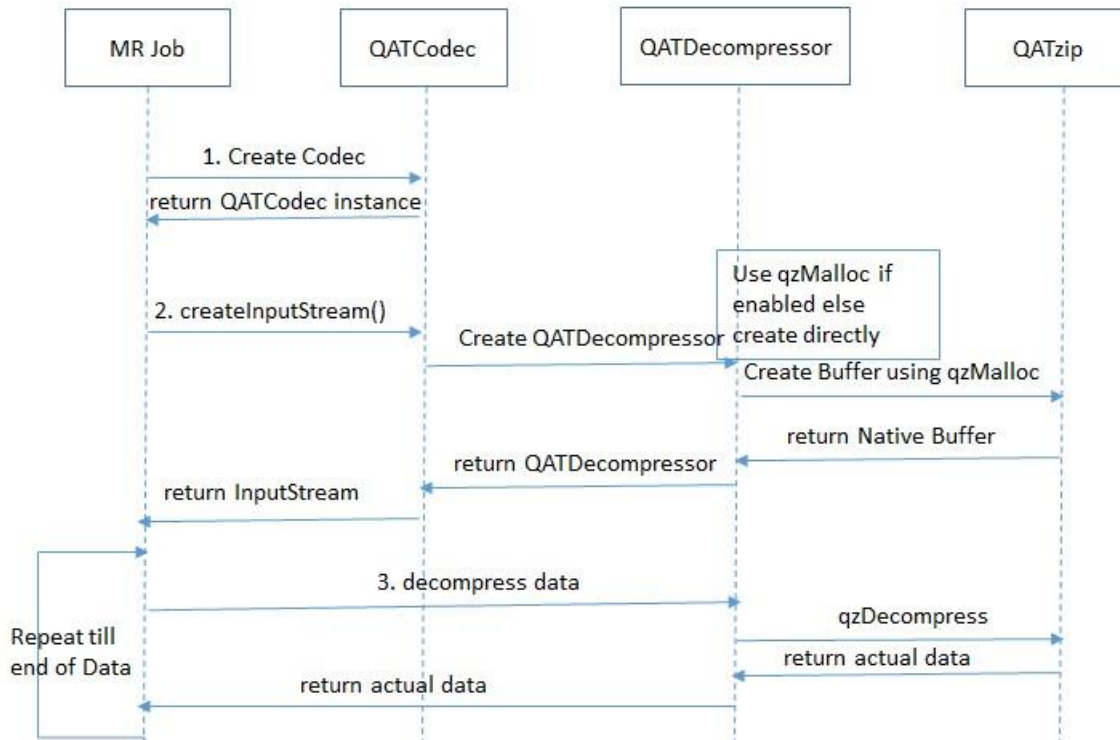 MR Job
QATCodec
QATDecompressor
QATzip
1. Create Codec
return QATCodec instance
Use qzMalloc if
enabled else
create directly
2. createInputStream()
Create QATDecompressor
Create Buffer using qzMalloc
return Native Buffer
return QATDecompressor
return InputStream
3. decompress data
qzDecompress
Repeat till
end of Data
return actual data
return actual data